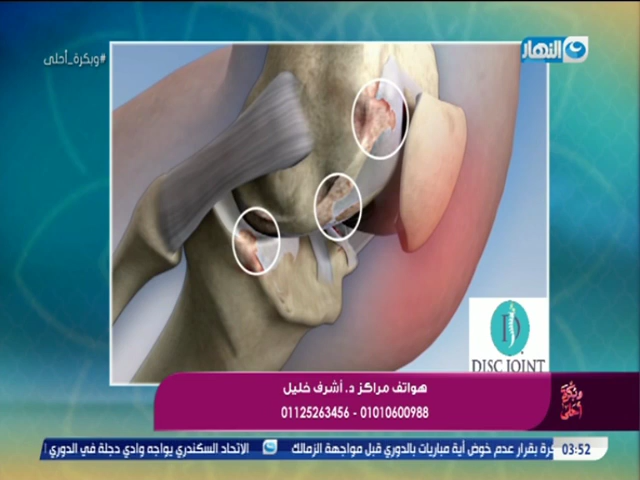 #وبكرة_أحلى
النهار
DISC JOINT
هواتف مراكز د. أشرف خليل
01125263456 - 01010600988
وبكرة أحلى
كرة بقرار عدم خوض أية مباريات بالدوري قبل مواجهة الزمالك
الاتحاد السكندري يواجه وادي دجلة في الدوري ا
03:52